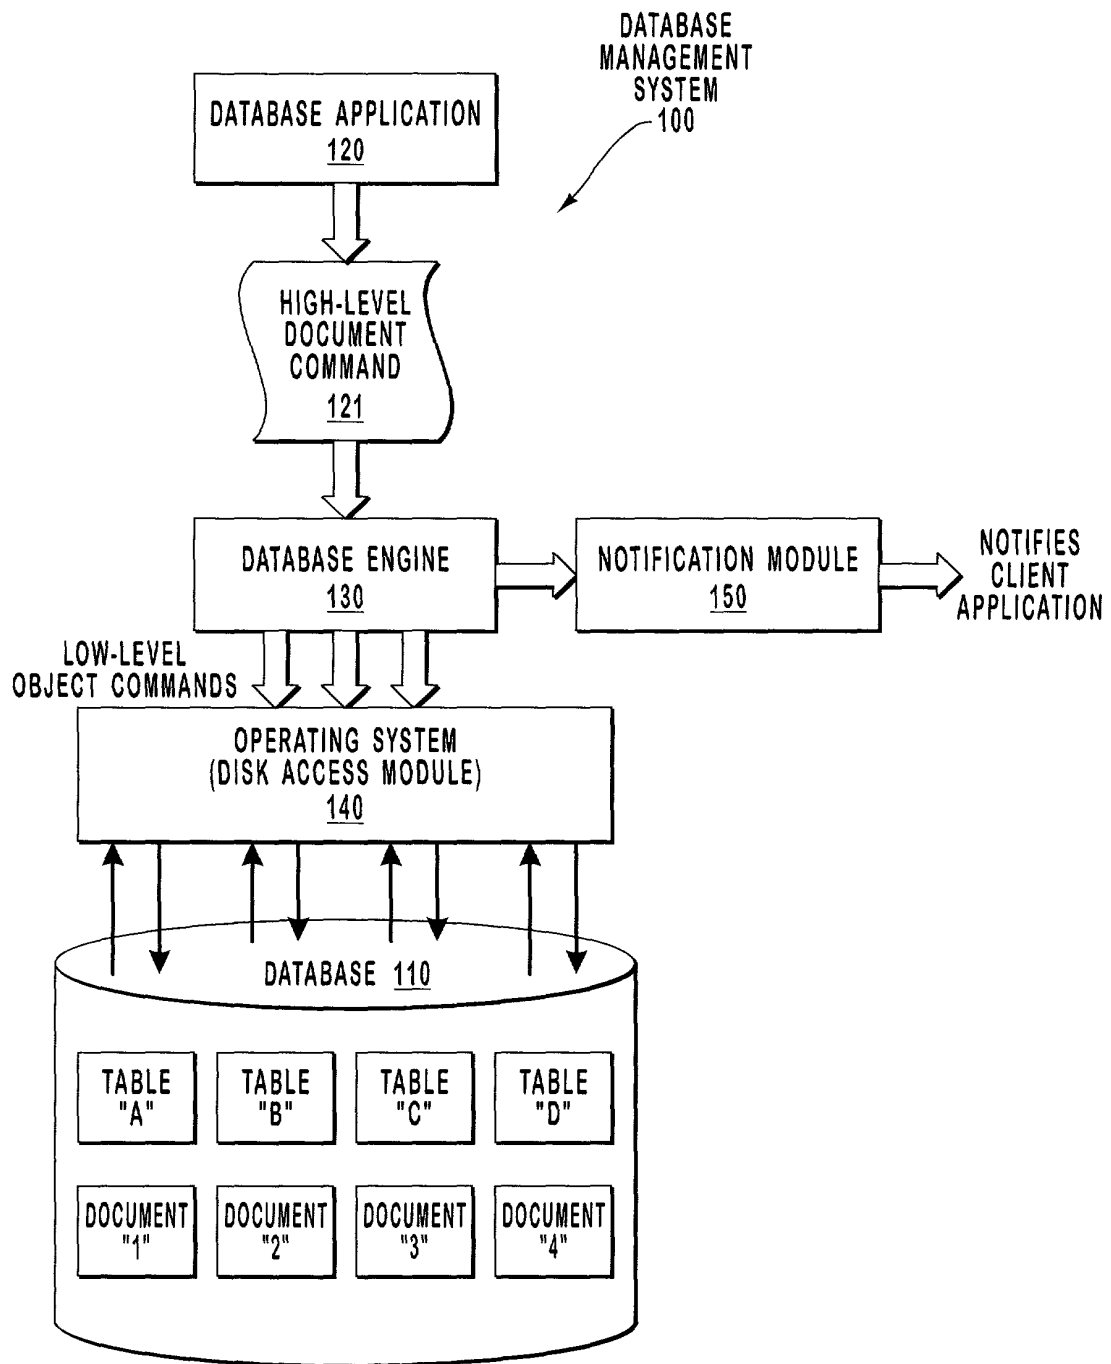 DATABASE
MANAGEMENT
SYSTEM
100
DATABASE APPLICATION
120
HIGH-LEVEL
DOCUMENT
COMMAND
121
DATABASE ENGINE
130
NOTIFICATION MODULE
150
NOTIFIES
CLIENT
APPLICATION
LOW-LEVEL
OBJECT COMMANDS
OPERATING SYSTEM
(DISK ACCESS MODULE)
140
DATABASE 110
TABLE
"A"
TABLE
"B"
TABLE
"C"
TABLE
"D"
DOCUMENT
"1"
DOCUMENT
"2"
DOCUMENT
"3"
DOCUMENT
"4"